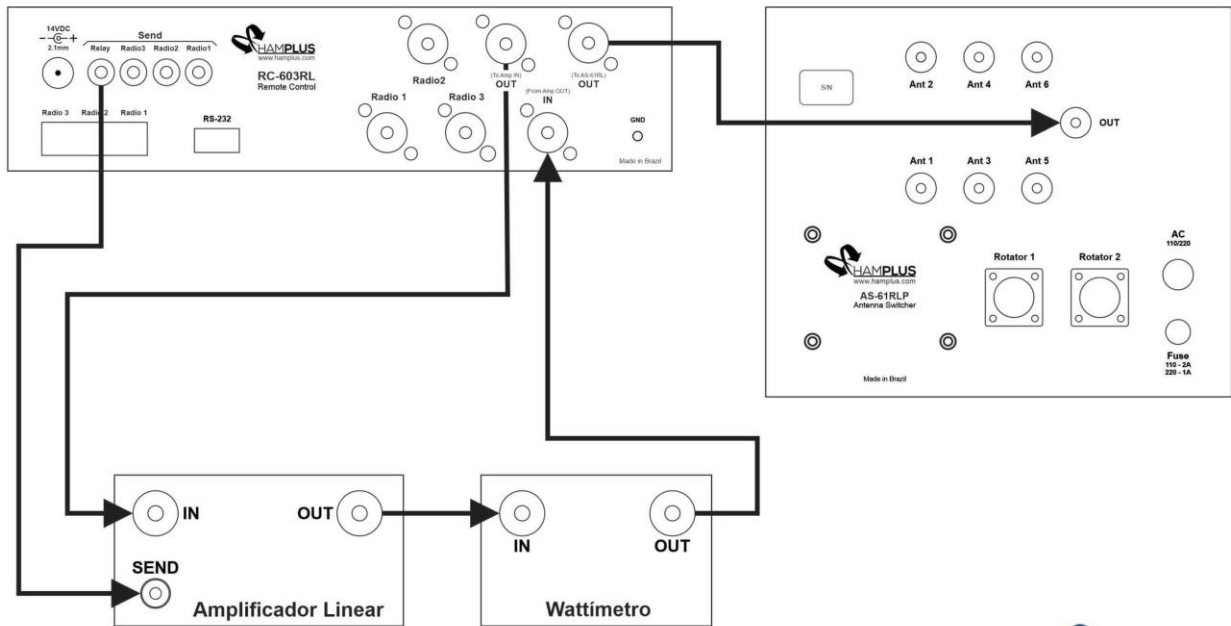 14VDC
2.1mm
Send
Relay Radio3 Radio2 Radio1
HAMPLUS
www.hamplus.com
RC-603RL
Remote Control
Radio 3 Radio 2 Radio 1
RS-232
Radio2
(To Amp IN)
OUT
(To AS-61RL)
OUT
Radio 1
Radio 3
(From Amp OUT)
IN
GND
Made in Brazil
S/N
Ant 2 Ant 4 Ant 6
OUT
Ant 1 Ant 3 Ant 5
HAMPLUS
www.hamplus.com
AS-61RLP
Antenna Switcher
Made in Brazil
Rotator 1 Rotator 2
AC
110/220
Fuse
110 - 2A
220 - 1A
IN OUT
SEND
Amplificador Linear
IN OUT
Wattímetro